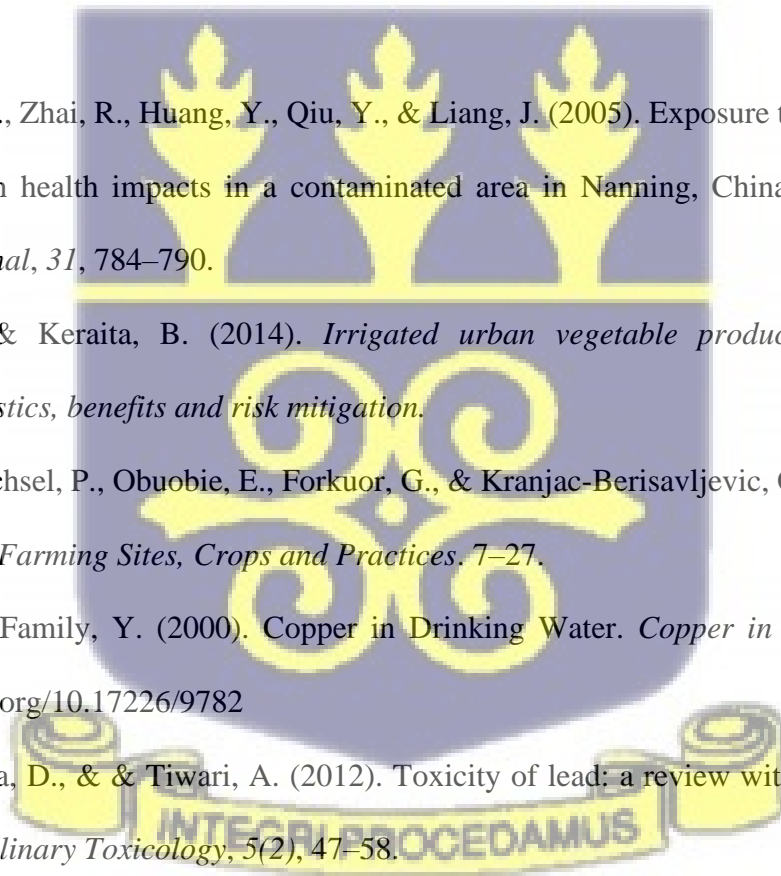 ., Zhai, R., Huang, Y., Qiu, Y., & Liang, J. (2005). Exposure t
n health impacts in a contaminated area in Nanning, China
nal, 31, 784–790.
& Keraita, B. (2014). Irrigated urban vegetable produc
stics, benefits and risk mitigation.
chsel, P., Obuobie, E., Forkuor, G., & Kranjac-Berisavljevic, G
Farming Sites, Crops and Practices. 7–27.
Family, Y. (2000). Copper in Drinking Water. Copper in
org/10.17226/9782
a, D., & & Tiwari, A. (2012). Toxicity of lead: a review wit
INTEGRI PROCEDAMUS
linary Toxicology, 5(2), 47–58.